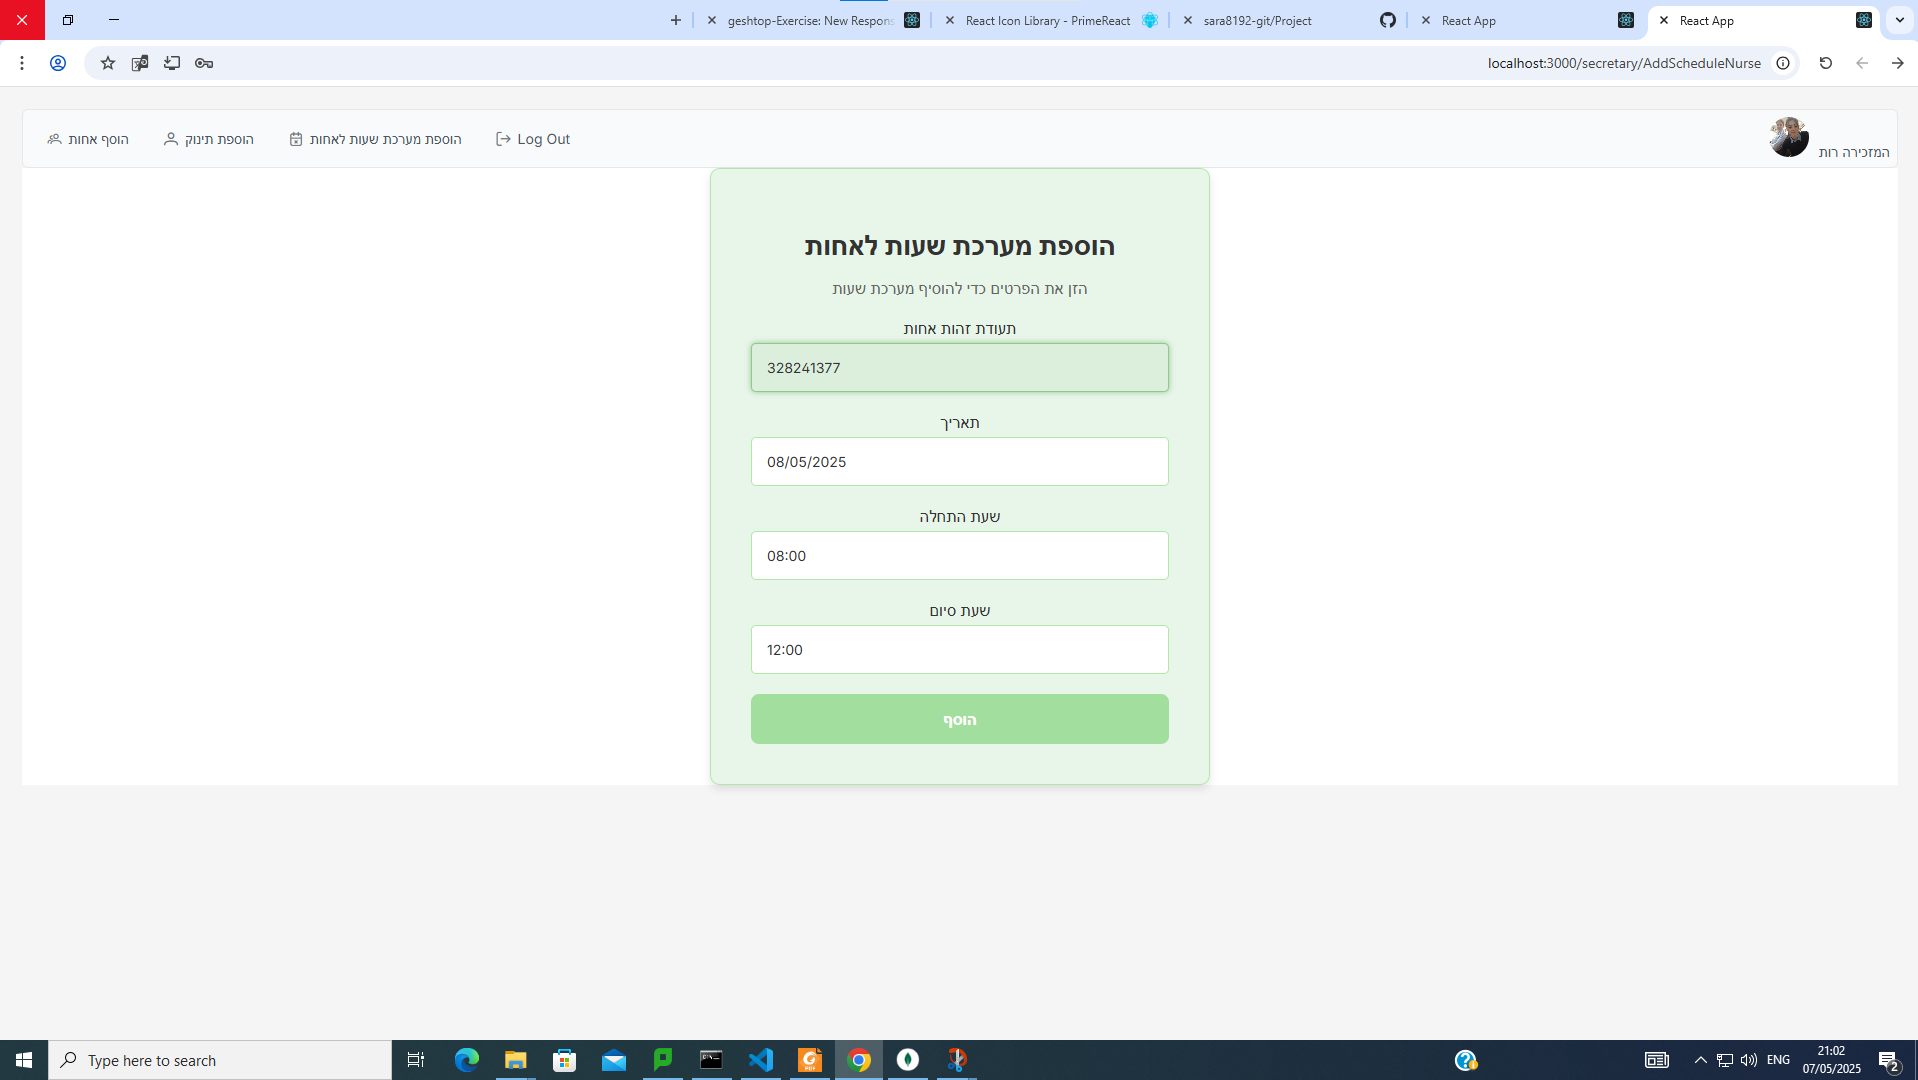 geshtop-Exercise: New Respons
React Icon Library - PrimeReact
sara8192-git/Project
React App
React App
localhost:3000/secretary/AddScheduleNurse
הוסף אחות
הוספת תינוק
הוספת מערכת שעות לאחות
Log Out
המזכירה רות
הוספת מערכת שעות לאחות
הזן את הפרטים כדי להוסיף מערכת שעות
תעודת זהות אחות
328241377
תאריך
08/05/2025
שעת התחלה
08:00
שעת סיום
12:00
הוסף
Type here to search
ENG
21:02
07/05/2025
2